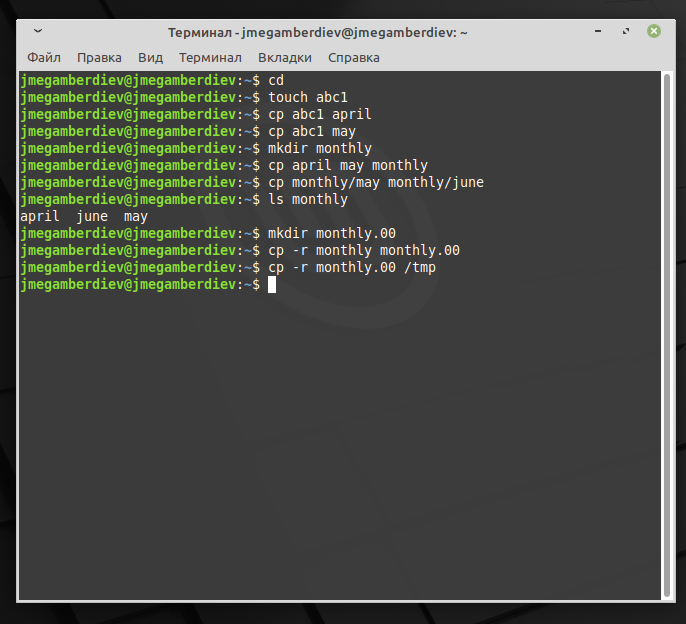 Терминал - jmegamberdiev@jmegamberdiev: ~
Файл Правка Вид Терминал Вкладки Справка
jmegamberdiev@jmegamberdiev:~$ cd
jmegamberdiev@jmegamberdiev:~$ touch abc1
jmegamberdiev@jmegamberdiev:~$ cp abc1 april
jmegamberdiev@jmegamberdiev:~$ cp abc1 may
jmegamberdiev@jmegamberdiev:~$ mkdir monthly
jmegamberdiev@jmegamberdiev:~$ cp april may monthly
jmegamberdiev@jmegamberdiev:~$ cp monthly/may monthly/june
jmegamberdiev@jmegamberdiev:~$ ls monthly
april  june  may
jmegamberdiev@jmegamberdiev:~$ mkdir monthly.00
jmegamberdiev@jmegamberdiev:~$ cp -r monthly monthly.00
jmegamberdiev@jmegamberdiev:~$ cp -r monthly.00 /tmp
jmegamberdiev@jmegamberdiev:~$